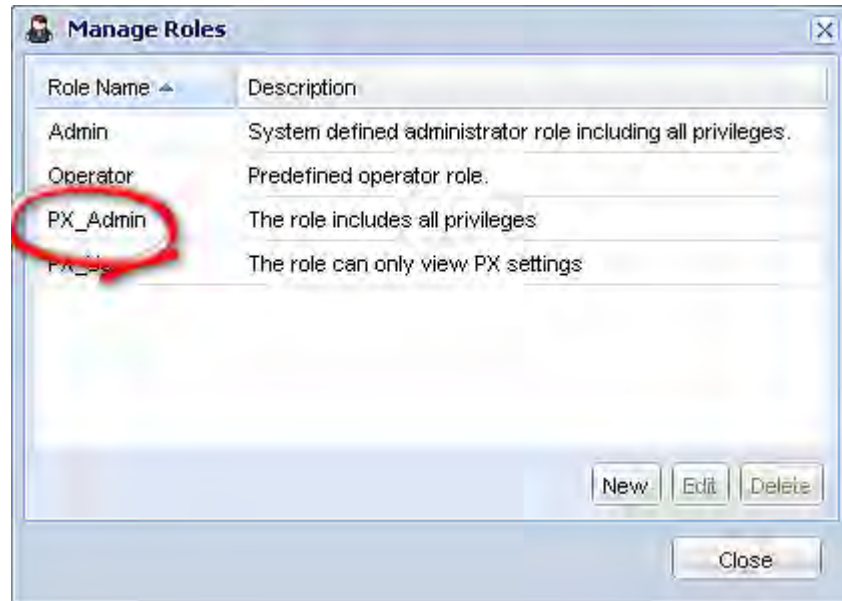 Manage Roles
Role Name Description
Admin System defined administrator role including all privileges.
Operator Predefined operator role.
PX_Admin The role includes all privileges
The role can only view PX settings
New Edit Delete
Close